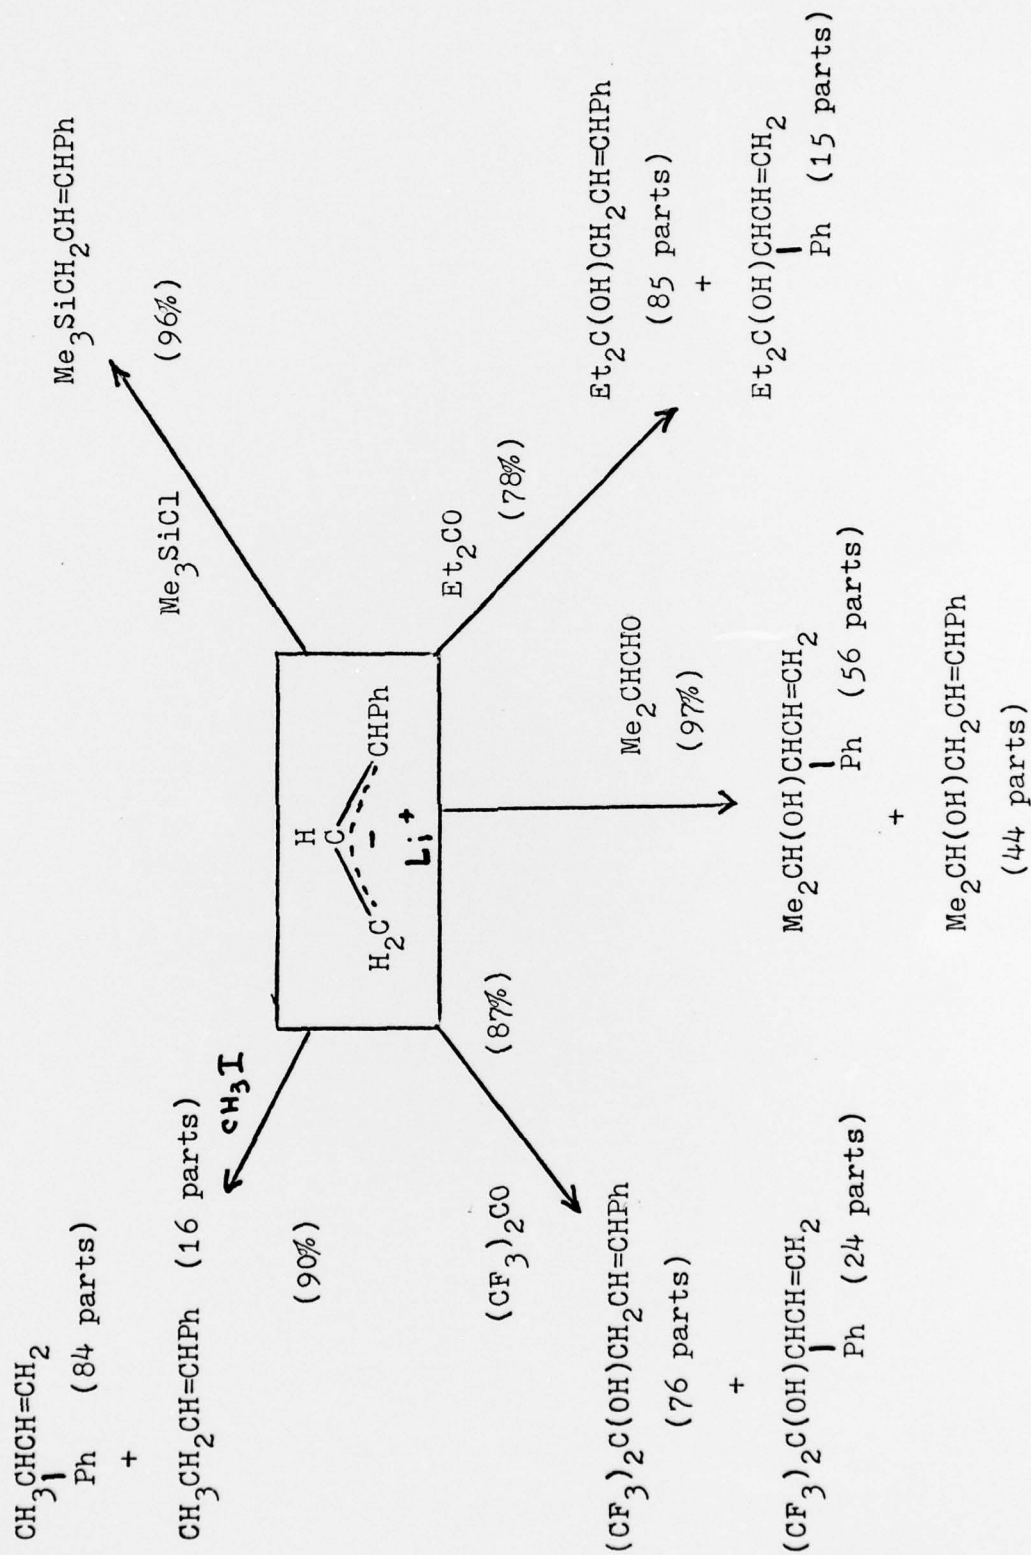 CH3CHCH=CH2
Ph (84 parts)
+
CH3CH2CH=CHPh (16 parts)
(90%)
CH3I
Me3SiCl
Me3SiCH2CH=CHPh
(96%)
H
C
H2C
CHPh
−
Li+
(CF3)2CO
(87%)
(CF3)2C(OH)CH2CH=CHPh
(76 parts)
+
(CF3)2C(OH)CHCH=CH2
Ph (24 parts)
Me2CHCHO
(97%)
Me2CH(OH)CHCH=CH2
Ph (56 parts)
+
Me2CH(OH)CH2CH=CHPh
(44 parts)
Et2CO
(78%)
Et2C(OH)CH2CH=CHPh
(85 parts)
+
Et2C(OH)CHCH=CH2
Ph (15 parts)